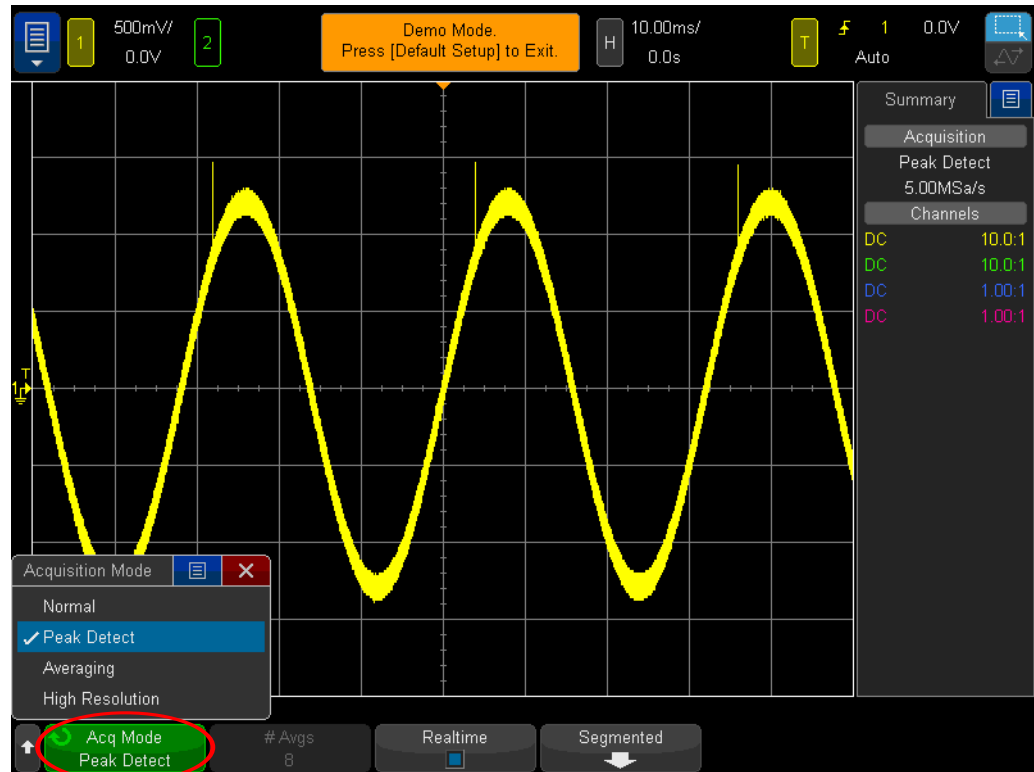 1
500mV/
0.0V
2
Demo Mode.
Press [Default Setup] to Exit.
H
10.00ms/
0.0s
T
1
0.0V
Auto
Summary
Acquisition
Peak Detect
5.00MSa/s
Channels
DC 10.0:1
DC 10.0:1
DC 1.00:1
DC 1.00:1
T
1
Acquisition Mode
Normal
Peak Detect
Averaging
High Resolution
Acq Mode
Peak Detect
# Avgs
8
Realtime
Segmented